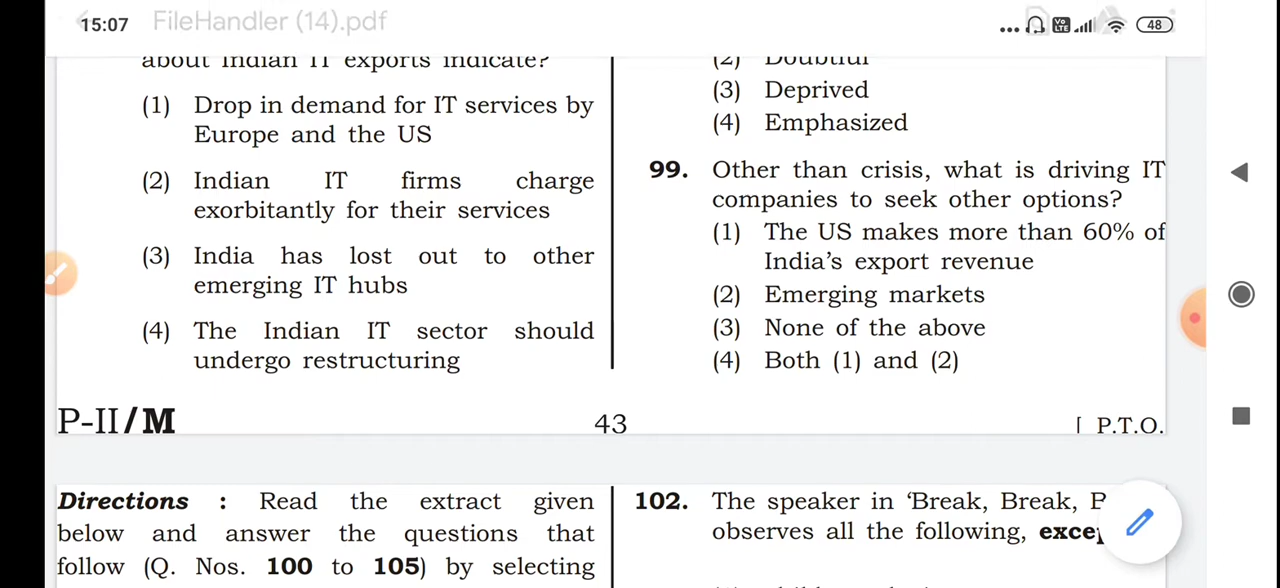 15:07 FileHandler (14).pdf
Vo LTE 48
about Indian IT exports indicate?
(1) Drop in demand for IT services by
Europe and the US
(2) Indian IT firms charge
exorbitantly for their services
(3) India has lost out to other
emerging IT hubs
(4) The Indian IT sector should
undergo restructuring
(2) Doubtful
(3) Deprived
(4) Emphasized
99. Other than crisis, what is driving IT
companies to seek other options?
(1) The US makes more than 60% of
India's export revenue
(2) Emerging markets
(3) None of the above
(4) Both (1) and (2)
P-II/M 43 [ P.T.O.
Directions : Read the extract given
below and answer the questions that
follow (Q. Nos. 100 to 105) by selecting
102. The speaker in ‘Break, Break, B
observes all the following, excep